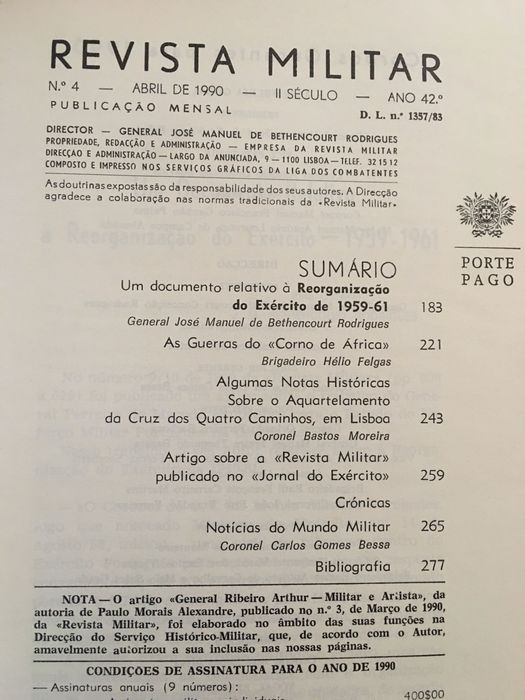 REVISTA MILITAR
N.º 4 — ABRIL DE 1990 — II SÉCULO — ANO 42.º
PUBLICAÇÃO MENSAL D. L. n.º 1357/83
DIRECTOR — GENERAL JOSÉ MANUEL DE BETHENCOURT RODRIGUES
PROPRIEDADE, REDACÇÃO E ADMINISTRAÇÃO — EMPRESA DA REVISTA MILITAR
DIRECÇÃO E ADMINISTRAÇÃO — LARGO DA ANUNCIADA, 9 — 1100 LISBOA — TELEF. 32 15 12
COMPOSTO E IMPRESSO NOS SERVIÇOS GRÁFICOS DA LIGA DOS COMBATENTES
As doutrinas expostas são da responsabilidade dos seus autores. A Direcção
agradece a colaboração nas normas tradicionais da «Revista Militar»
PORTE
PAGO
SUMÁRIO
Um documento relativo à Reorganização
do Exército de 1959-61 183
General José Manuel de Bethencourt Rodrigues
As Guerras do «Corno de África» 221
Brigadeiro Hélio Felgas
Algumas Notas Históricas
Sobre o Aquartelamento
da Cruz dos Quatro Caminhos, em Lisboa 243
Coronel Bastos Moreira
Artigo sobre a «Revista Militar»
publicado no «Jornal do Exército» 259
Crónicas
Notícias do Mundo Militar 265
Coronel Carlos Gomes Bessa
Bibliografia 277
NOTA — O artigo «General Ribeiro Arthur — Militar e Artista», da
autoria de Paulo Morais Alexandre, publicado no n.º 3, de Março de 1990,
da «Revista Militar», foi elaborado no âmbito das suas funções na
Direcção do Serviço Histórico-Militar, que, de acordo com o Autor,
amavelmente autorizou a sua inclusão nas nossas páginas.
CONDIÇÕES DE ASSINATURA PARA O ANO DE 1990
— Assinaturas anuais (9 números):
400$00